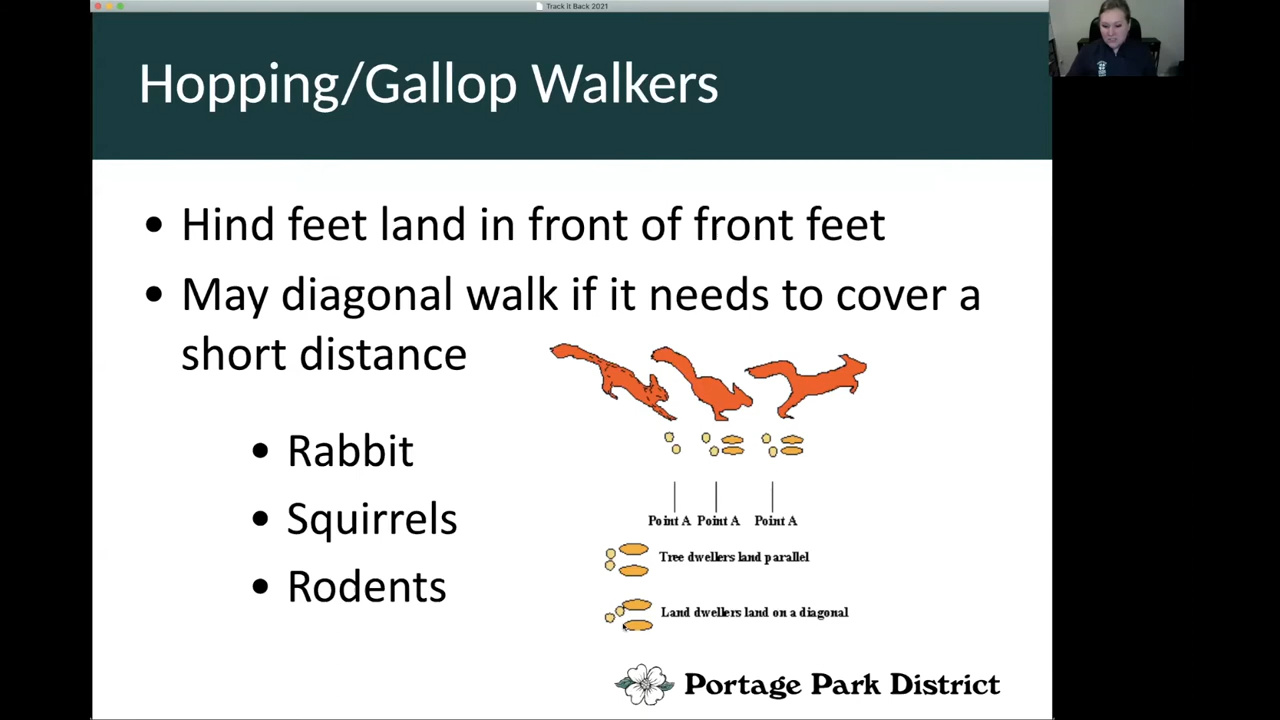 Track it Back 2021
Hopping/Gallop Walkers
• Hind feet land in front of front feet
• May diagonal walk if it needs to cover a
short distance
• Rabbit
• Squirrels
• Rodents
Point A Point A Point A
Tree dwellers land parallel
Land dwellers land on a diagonal
Portage Park District